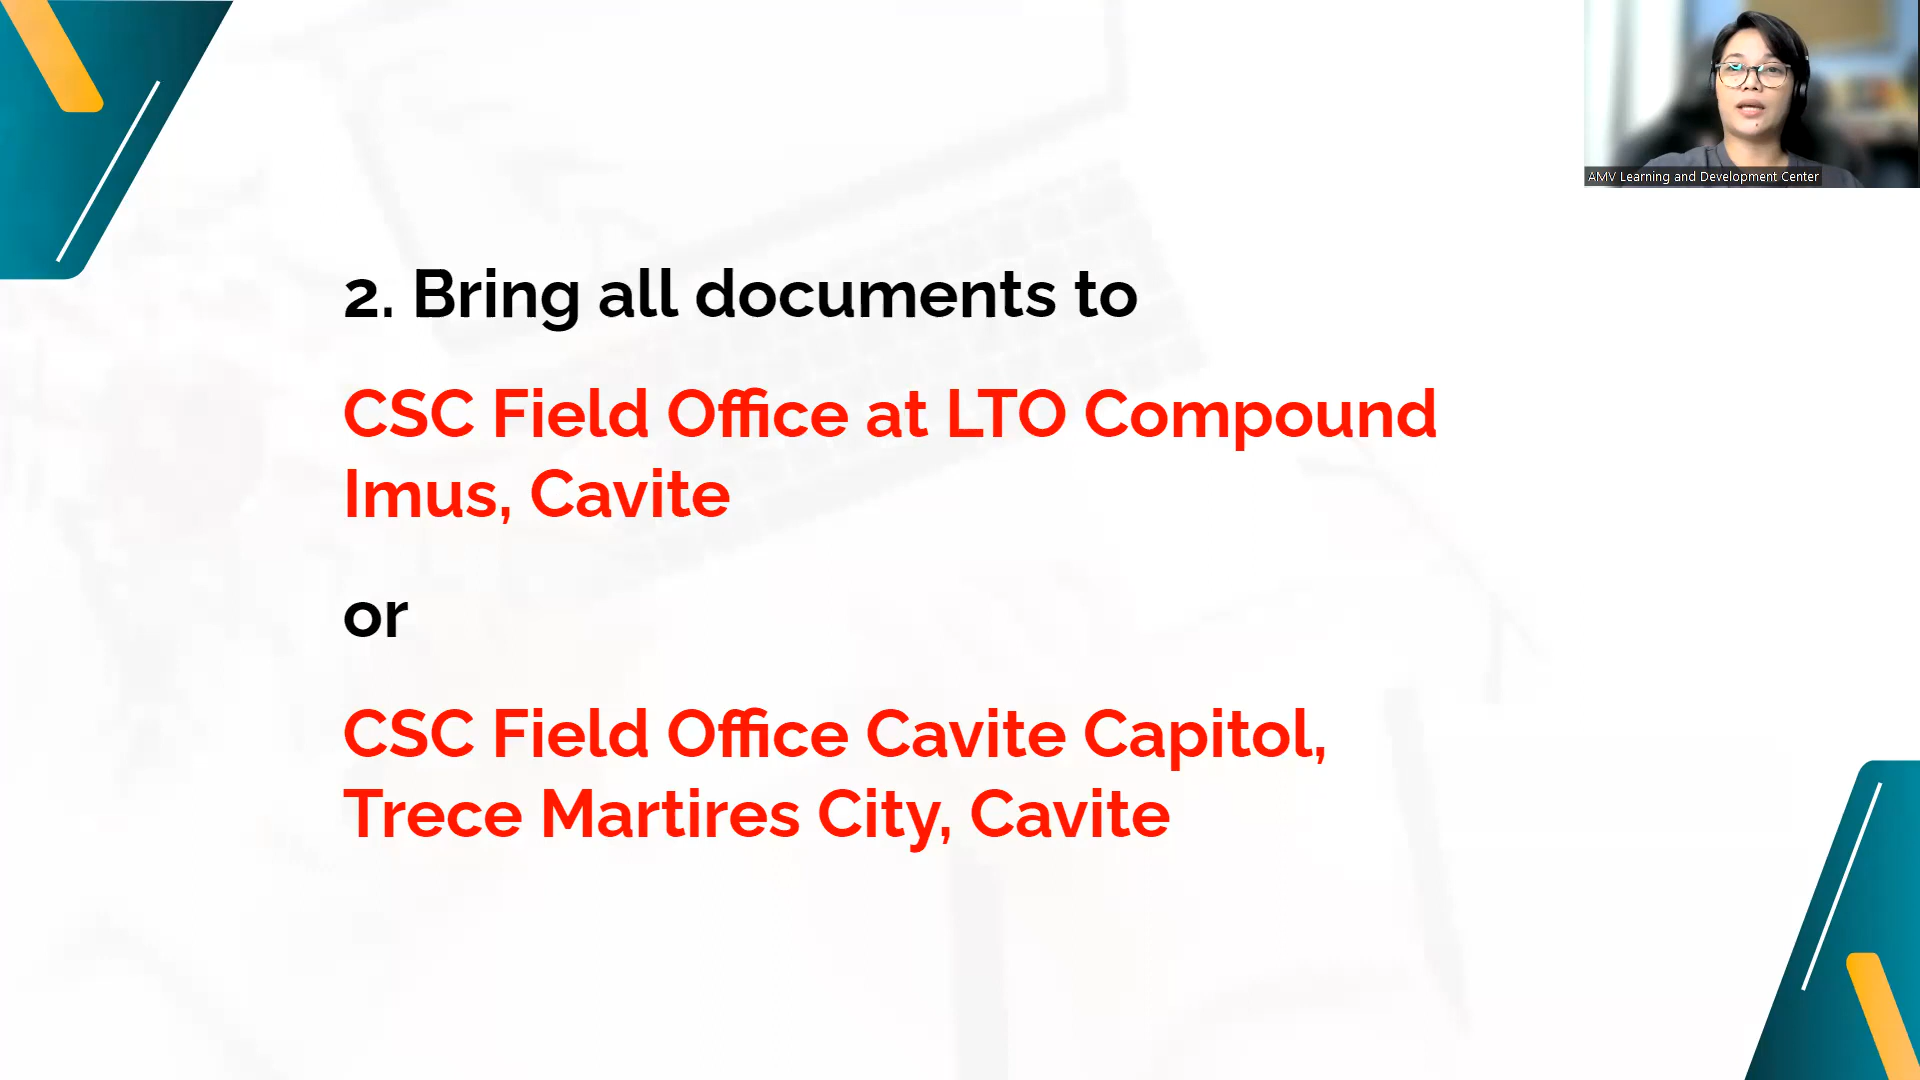 AMV Learning and Development Center
2. Bring all documents to
CSC Field Office at LTO Compound
Imus, Cavite
or
CSC Field Office Cavite Capitol,
Trece Martires City, Cavite